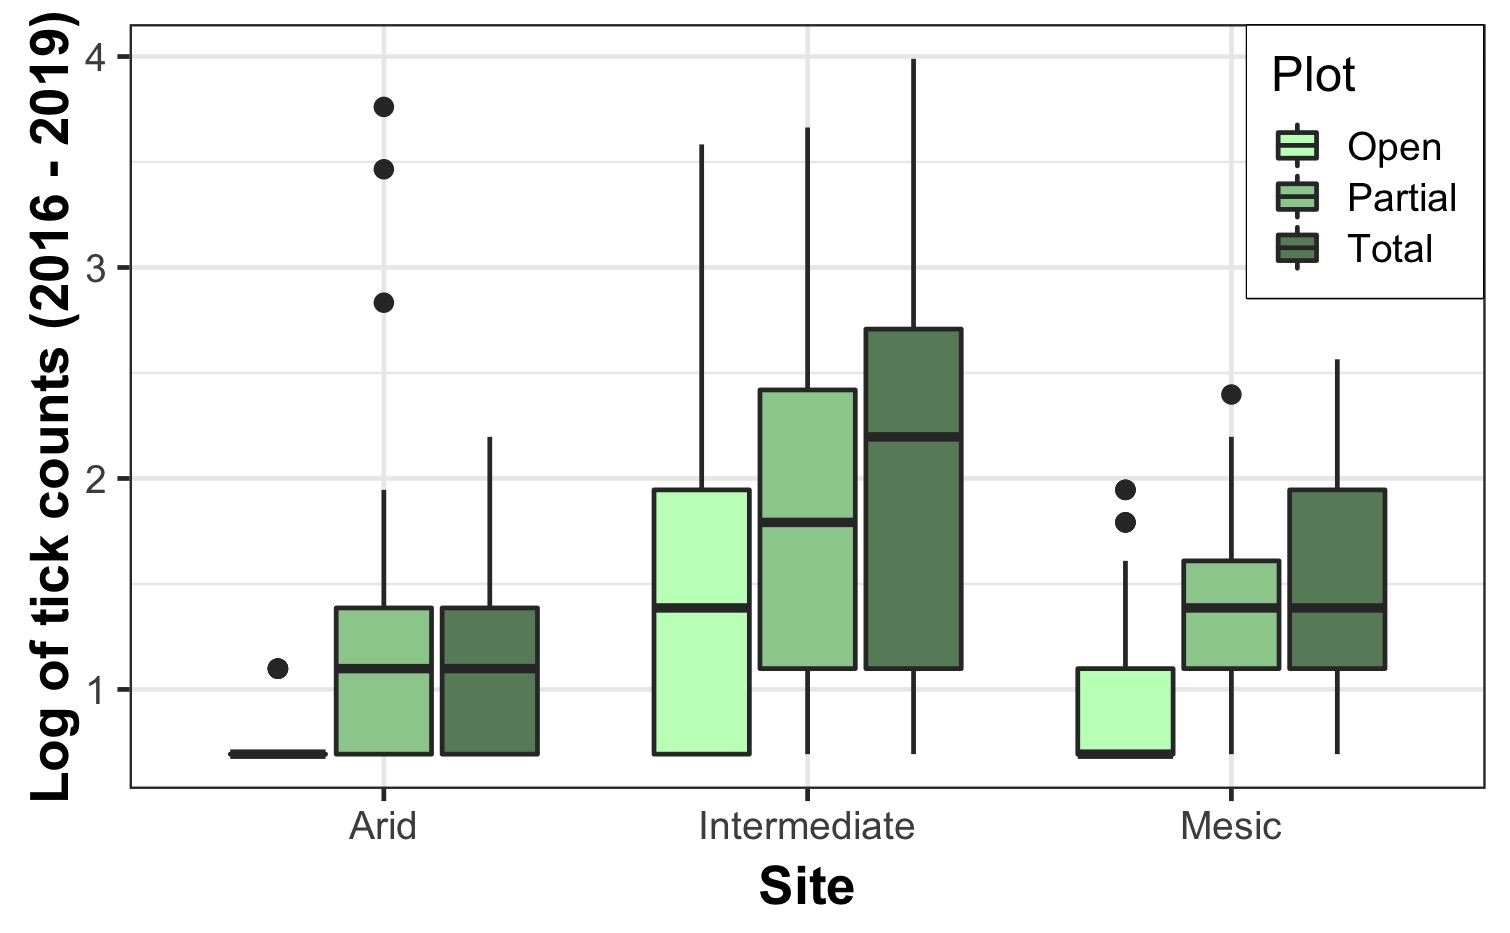 Log of tick counts (2016 - 2019)
4
3
2
1
Plot
Open
Partial
Total
Arid
Intermediate
Mesic
Site